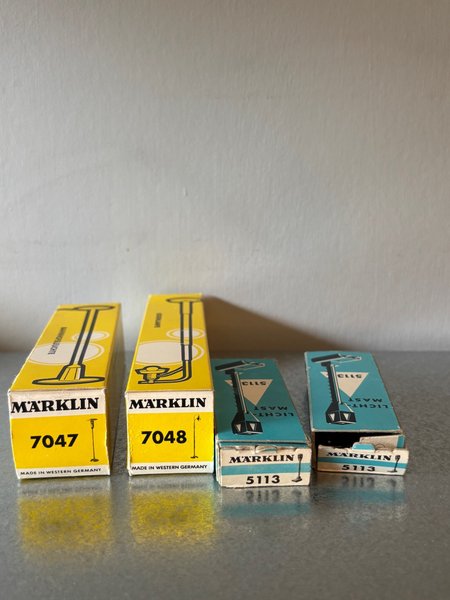 MÄRKLIN
7047
MADE IN WESTERN GERMANY
MÄRKLIN
7048
MADE IN WESTERN GERMANY
5113
LICHT
MAST
MÄRKLIN
5113
5113
LICHT
MAST
MÄRKLIN
5113